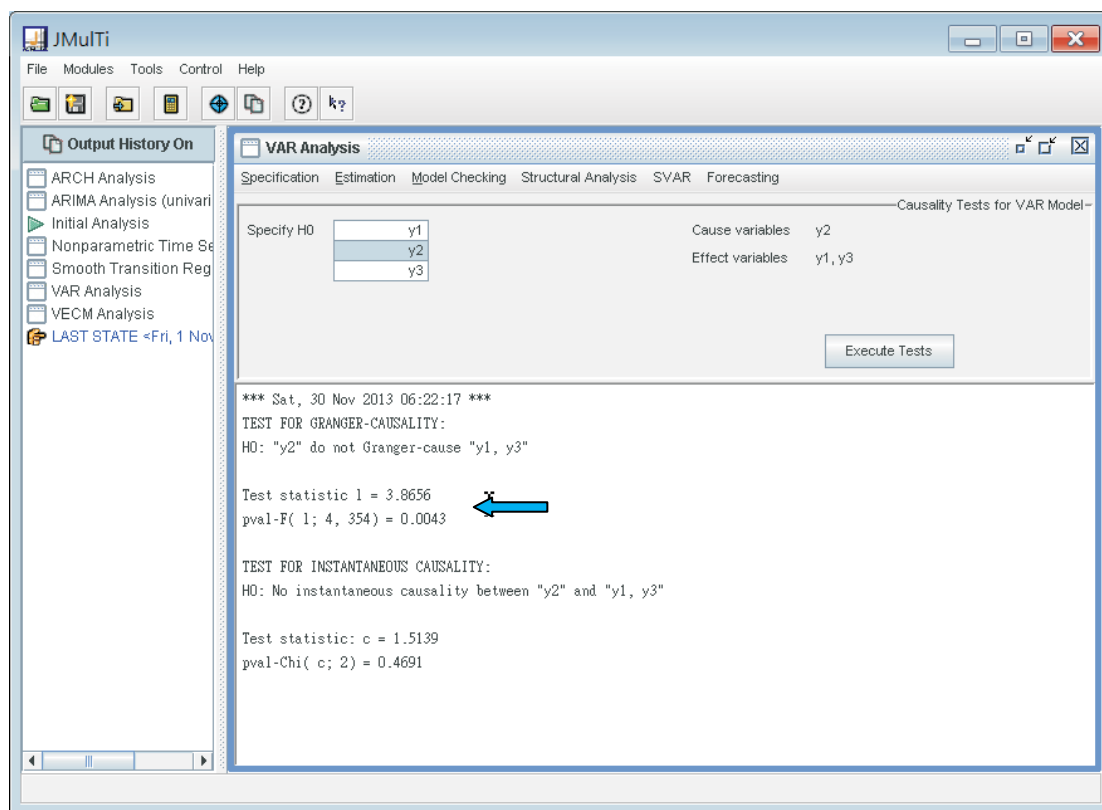 JMulTi
File Modules Tools Control Help
Output History On
ARCH Analysis
ARIMA Analysis (univari
Initial Analysis
Nonparametric Time Se
Smooth Transition Reg
VAR Analysis
VECM Analysis
LAST STATE <Fri, 1 Nov
VAR Analysis
Specification Estimation Model Checking Structural Analysis SVAR Forecasting
Causality Tests for VAR Model
Specify H0
y1
y2
y3
Cause variables y2
Effect variables y1, y3
Execute Tests
*** Sat, 30 Nov 2013 06:22:17 ***
TEST FOR GRANGER-CAUSALITY:
H0: "y2" do not Granger-cause "y1, y3"
Test statistic l = 3.8656
pval-F( l; 4, 354) = 0.0043
TEST FOR INSTANTANEOUS CAUSALITY:
H0: No instantaneous causality between "y2" and "y1, y3"
Test statistic: c = 1.5139
pval-Chi( c; 2) = 0.4691